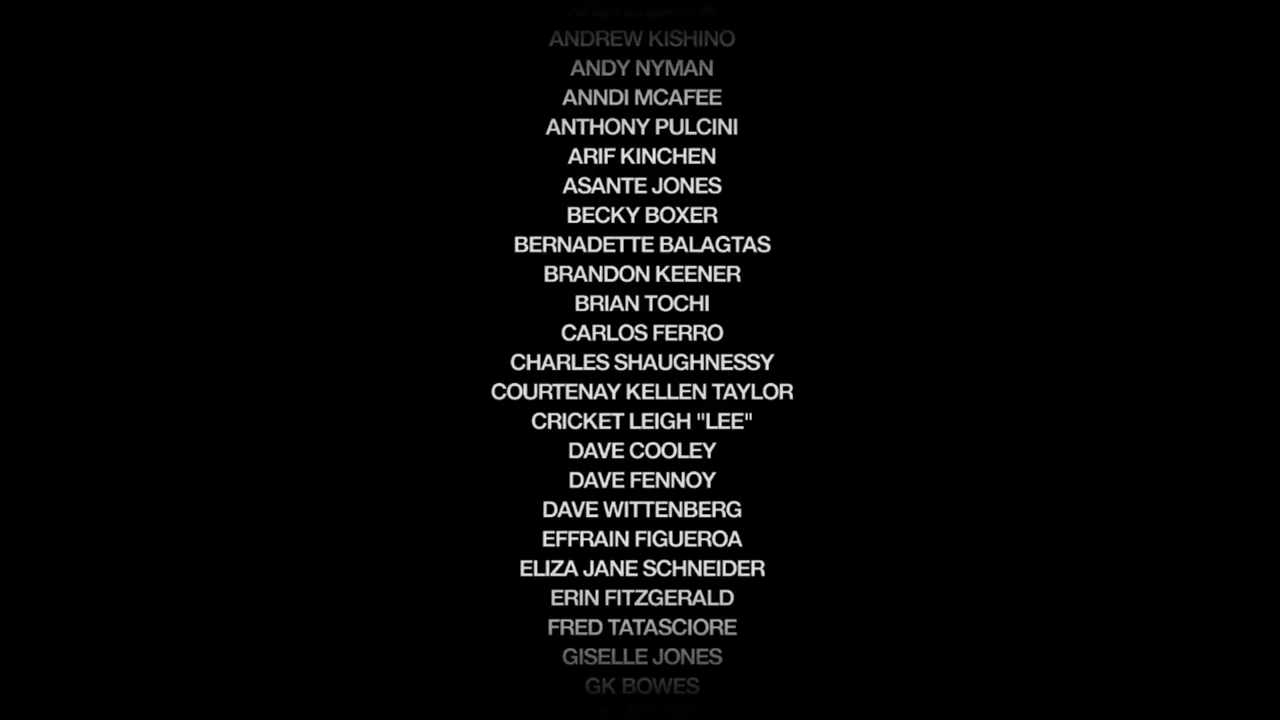 ANDREW KISHINO
ANDY NYMAN
ANNDI MCAFEE
ANTHONY PULCINI
ARIF KINCHEN
ASANTE JONES
BECKY BOXER
BERNADETTE BALAGTAS
BRANDON KEENER
BRIAN TOCHI
CARLOS FERRO
CHARLES SHAUGHNESSY
COURTENAY KELLEN TAYLOR
CRICKET LEIGH "LEE"
DAVE COOLEY
DAVE FENNOY
DAVE WITTENBERG
EFFRAIN FIGUEROA
ELIZA JANE SCHNEIDER
ERIN FITZGERALD
FRED TATASCIORE
GISELLE JONES
GK BOWES